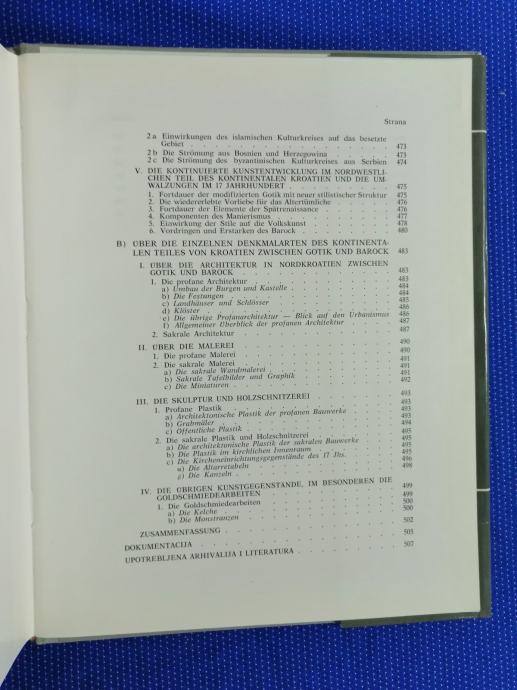 Strana
2 a Einwirkungen des islamischen Kulturkreises auf das besetzte
Gebiet . . . . . . . . . . 473
2 b Die Strömung aus Bosnien und Herzegowina . . . 473
2 c Die Strömung des byzantinischen Kulturkreises aus Serbien 474
V. DIE KONTINUIERTE KUNSTENTWICKLUNG IM NORDWESTLI-
CHEN TEIL DES KONTINENTALEN KROATIEN UND DIE UM-
WALZUNGEN IM 17 JAHRHUNDERT . . . . . . . 475
1. Fortdauer der modifizierten Gotik mit neuer stilistischer Struktur 475
2. Die wiedererlebte Vorliebe für das Altertümliche . . . 476
3. Fortdauer der Elemente der Spätrenaissance . . . . 476
4. Komponenten des Manierismus . . . . . . 477
5. Einwirkung der Stile auf die Volkskunst . . . . 478
6. Vordringen und Erstarken des Barock . . . . . 480
B) ÜBER DIE EINZELNEN DENKMALARTEN DES KONTINENTA-
LEN TEILES VON KROATIEN ZWISCHEN GOTIK UND BAROCK 483
I. ÜBER DIE ARCHITEKTUR IN NORDKROATIEN ZWISCHEN
GOTIK UND BAROCK . . . . . . . . . 483
1. Die profane Architektur . . . . . . . . 483
a) Umbau der Burgen und Kastelle . . . . . 484
b) Die Festungen . . . . . . . . . 484
c) Landhäuser und Schlösser . . . . . . 485
d) Klöster . . . . . . . . . . 486
e) Die übrige Profanarchitektur — Blick auf den Urbanismus 486
f) Allgemeiner Überblick der profanen Architektur . . 487
2. Sakrale Architektur . . . . . . . . . 487
II. ÜBER DIE MALEREI . . . . . . . . . 490
1. Die profane Malerei . . . . . . . . . 490
2. Die sakrale Malerei . . . . . . . . . 491
a) Die sakrale Wandmalerei . . . . . . . 491
b) Sakrale Tafelbilder und Graphik . . . . . 491
c) Die Miniaturen . . . . . . . . . 492
III. DIE SKULPTUR UND HOLZSCHNITZEREI . . . . . 493
1. Profane Plastik . . . . . . . . . . 493
a) Architektonische Plastik der profanen Bauwerke . . 493
b) Grabmäler . . . . . . . . . . 493
c) Öffentliche Plastik . . . . . . . . 494
2. Die sakrale Plastik und Holzschnitzerei . . . . . 495
a) Die architektonische Plastik der sakralen Bauwerke . 495
b) Die Plastik im kirchlichen Innenraum . . . . 495
c) Die Kircheneinrichtungsgegenstände des 17 Jhs. . . 495
α) Die Altarretabeln . . . . . . . . 496
β) Die Kanzeln . . . . . . . . . 498
IV. DIE ÜBRIGEN KUNSTGEGENSTÄNDE, IM BESONDEREN DIE
GOLDSCHMIEDEARBEITEN . . . . . . . . 499
1. Die Goldschmiedearbeiten . . . . . . . 499
a) Die Kelche . . . . . . . . . . 500
b) Die Monstranzen . . . . . . . . . 500
ZUSAMMENFASSUNG . . . . . . . . . . 502
DOKUMENTACIJA . . . . . . . . . . . 505
UPOTREBLJENA ARHIVALIJA I LITERATURA . . . . . 507